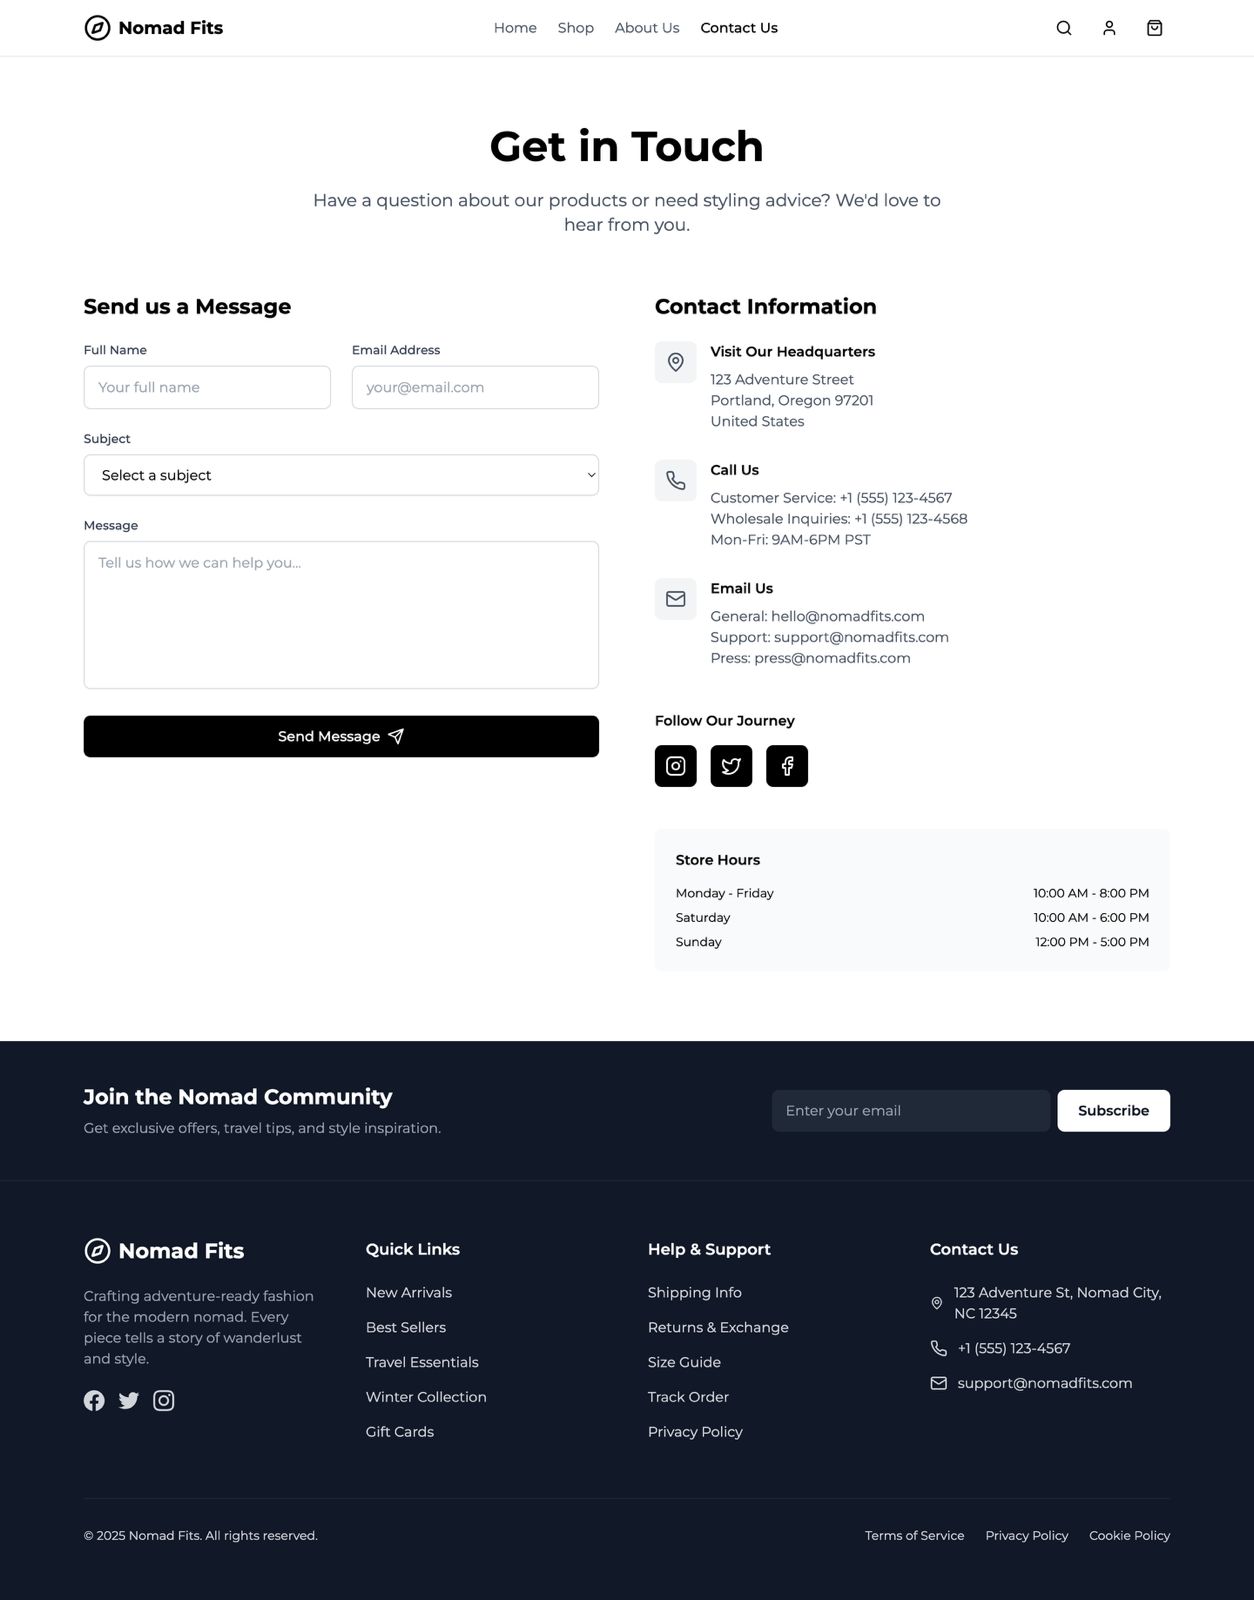 Nomad Fits
Home
Shop
About Us
Contact Us
Get in Touch
Have a question about our products or need styling advice? We'd love to
hear from you.
Send us a Message
Full Name
Email Address
Your full name
your@email.com
Subject
Select a subject
Message
Tell us how we can help you...
Send Message
Contact Information
Visit Our Headquarters
123 Adventure Street
Portland, Oregon 97201
United States
Call Us
Customer Service: +1 (555) 123-4567
Wholesale Inquiries: +1 (555) 123-4568
Mon-Fri: 9AM-6PM PST
Email Us
General: hello@nomadfits.com
Support: support@nomadfits.com
Press: press@nomadfits.com
Follow Our Journey
Store Hours
Monday - Friday 10:00 AM - 8:00 PM
Saturday 10:00 AM - 6:00 PM
Sunday 12:00 PM - 5:00 PM
Join the Nomad Community
Get exclusive offers, travel tips, and style inspiration.
Enter your email
Subscribe
Nomad Fits
Crafting adventure-ready fashion
for the modern nomad. Every
piece tells a story of wanderlust
and style.
Quick Links
New Arrivals
Best Sellers
Travel Essentials
Winter Collection
Gift Cards
Help & Support
Shipping Info
Returns & Exchange
Size Guide
Track Order
Privacy Policy
Contact Us
123 Adventure St, Nomad City,
NC 12345
+1 (555) 123-4567
support@nomadfits.com
© 2025 Nomad Fits. All rights reserved.
Terms of Service
Privacy Policy
Cookie Policy